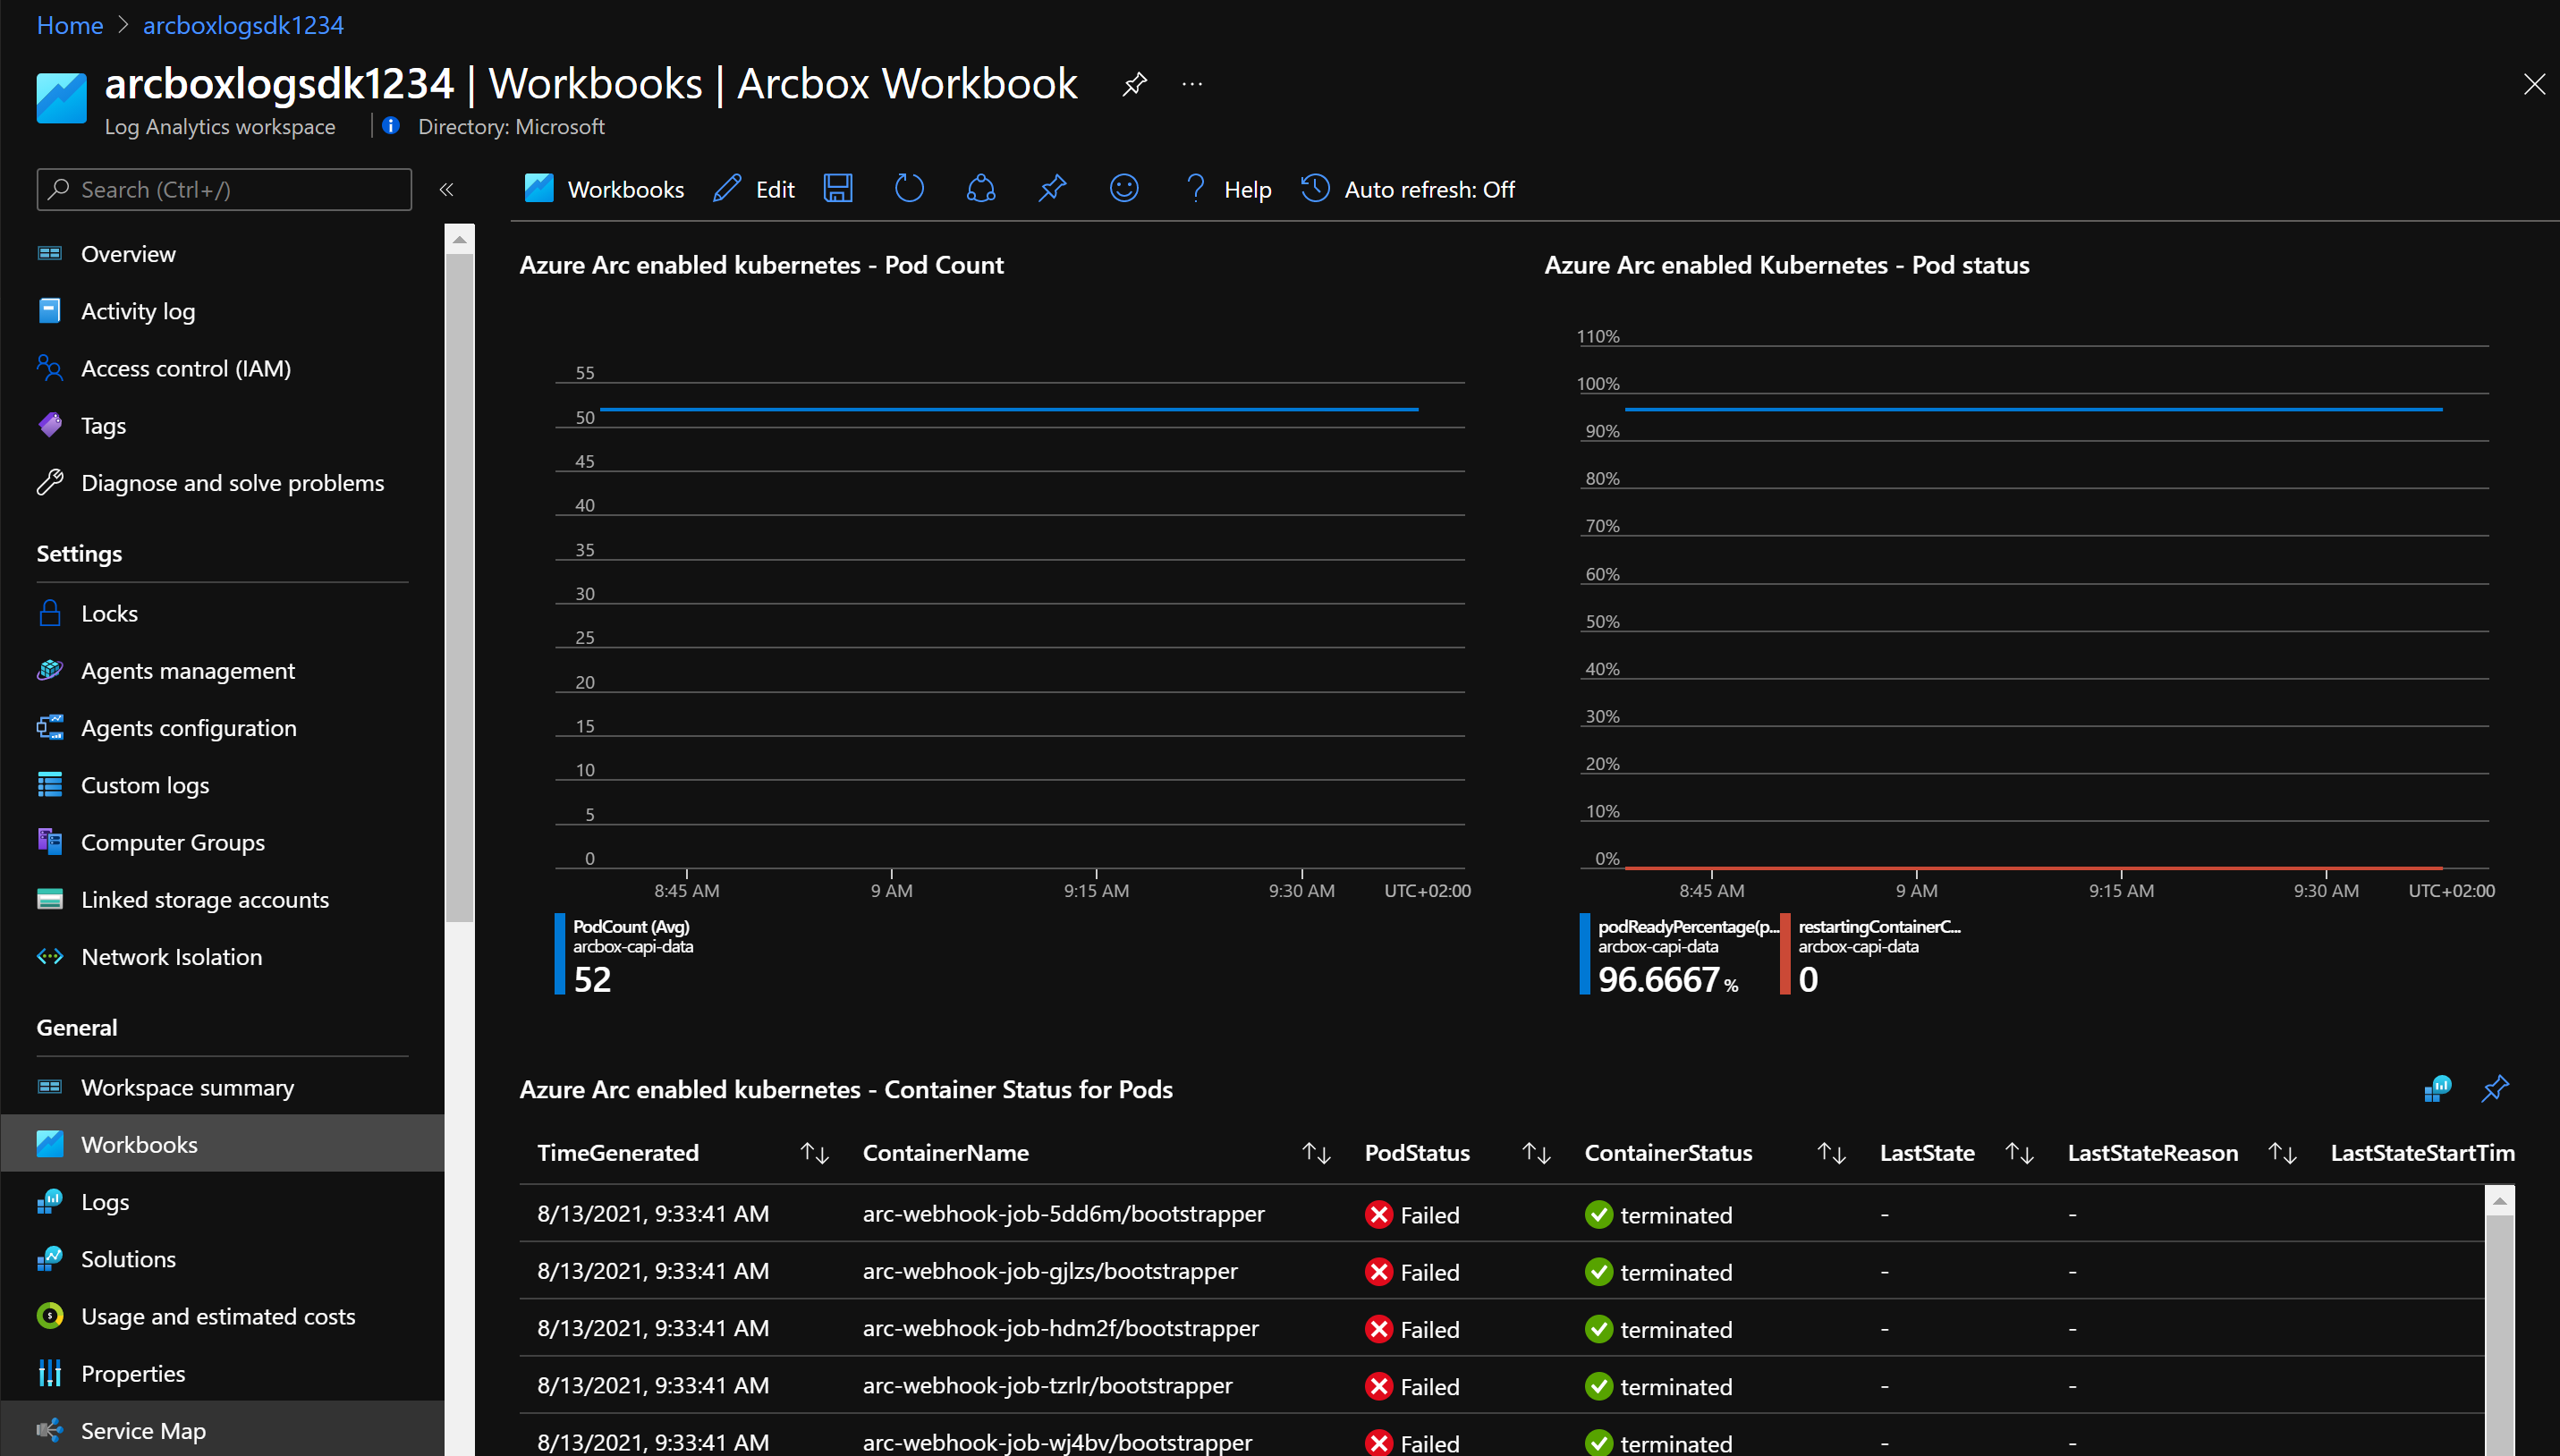 Home > arcboxlogsdk1234
arcboxlogsdk1234 | Workbooks | Arcbox Workbook
Log Analytics workspace | Directory: Microsoft
Search (Ctrl+/)
Overview
Activity log
Access control (IAM)
Tags
Diagnose and solve problems
Settings
Locks
Agents management
Agents configuration
Custom logs
Computer Groups
Linked storage accounts
Network Isolation
General
Workspace summary
Workbooks
Logs
Solutions
Usage and estimated costs
Properties
Service Map
Workbooks Edit Help Auto refresh: Off
Azure Arc enabled kubernetes - Pod Count
55
50
45
40
35
30
25
20
15
10
5
0
8:45 AM 9 AM 9:15 AM 9:30 AM UTC+02:00
PodCount (Avg)
arcbox-capi-data
52
Azure Arc enabled Kubernetes - Pod status
110%
100%
90%
80%
70%
60%
50%
40%
30%
20%
10%
0%
8:45 AM 9 AM 9:15 AM 9:30 AM UTC+02:00
podReadyPercentage(p...
arcbox-capi-data
96.6667 %
restartingContainerC...
arcbox-capi-data
0
Azure Arc enabled kubernetes - Container Status for Pods
TimeGenerated ContainerName PodStatus ContainerStatus LastState LastStateReason LastStateStartTim
8/13/2021, 9:33:41 AM arc-webhook-job-5dd6m/bootstrapper Failed terminated - -
8/13/2021, 9:33:41 AM arc-webhook-job-gjlzs/bootstrapper Failed terminated - -
8/13/2021, 9:33:41 AM arc-webhook-job-hdm2f/bootstrapper Failed terminated - -
8/13/2021, 9:33:41 AM arc-webhook-job-tzrlr/bootstrapper Failed terminated - -
8/13/2021, 9:33:41 AM arc-webhook-job-wj4bv/bootstrapper Failed terminated - -